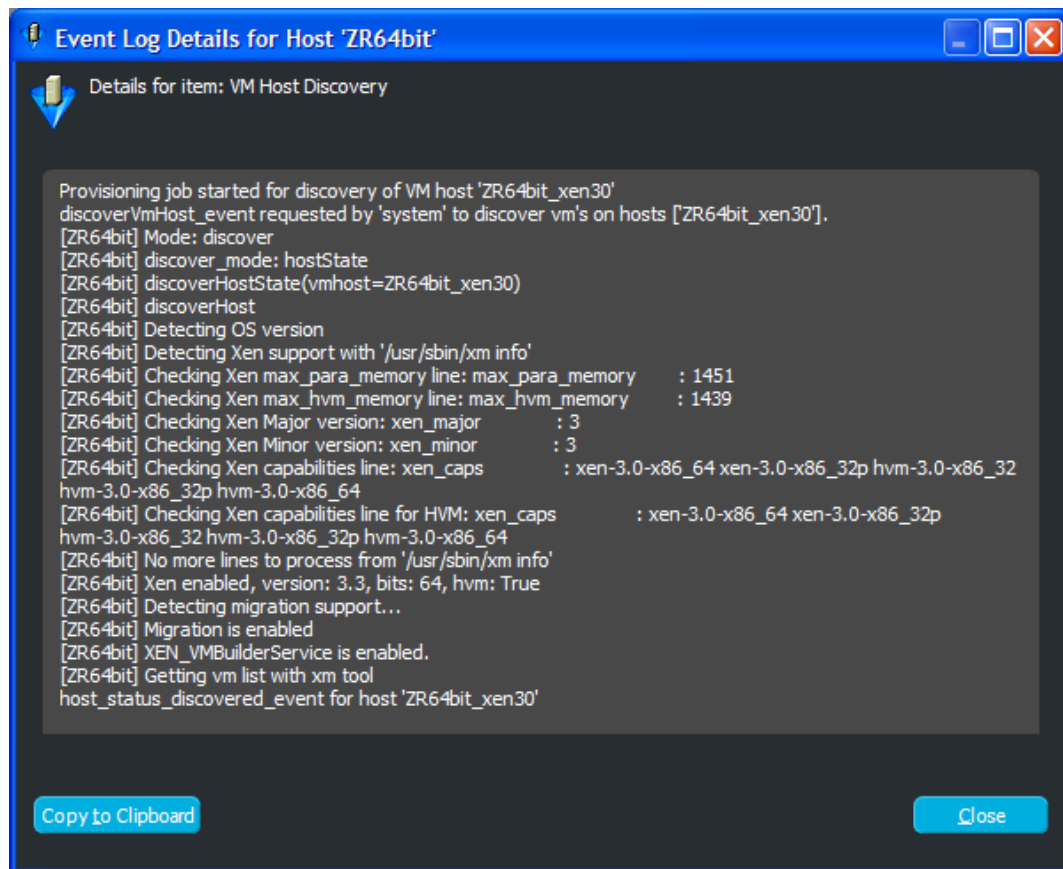 Event Log Details for Host 'ZR64bit'
Details for item: VM Host Discovery
Provisioning job started for discovery of VM host 'ZR64bit_xen30'
discoverVmHost_event requested by 'system' to discover vm's on hosts ['ZR64bit_xen30'].
[ZR64bit] Mode: discover
[ZR64bit] discover_mode: hostState
[ZR64bit] discoverHostState(vmhost=ZR64bit_xen30)
[ZR64bit] discoverHost
[ZR64bit] Detecting OS version
[ZR64bit] Detecting Xen support with '/usr/sbin/xm info'
[ZR64bit] Checking Xen max_para_memory line: max_para_memory : 1451
[ZR64bit] Checking Xen max_hvm_memory line: max_hvm_memory : 1439
[ZR64bit] Checking Xen Major version: xen_major : 3
[ZR64bit] Checking Xen Minor version: xen_minor : 3
[ZR64bit] Checking Xen capabilities line: xen_caps : xen-3.0-x86_64 xen-3.0-x86_32p hvm-3.0-x86_32
hvm-3.0-x86_32p hvm-3.0-x86_64
[ZR64bit] Checking Xen capabilities line for HVM: xen_caps : xen-3.0-x86_64 xen-3.0-x86_32p
hvm-3.0-x86_32 hvm-3.0-x86_32p hvm-3.0-x86_64
[ZR64bit] No more lines to process from '/usr/sbin/xm info'
[ZR64bit] Xen enabled, version: 3.3, bits: 64, hvm: True
[ZR64bit] Detecting migration support...
[ZR64bit] Migration is enabled
[ZR64bit] XEN_VMBuilderService is enabled.
[ZR64bit] Getting vm list with xm tool
host_status_discovered_event for host 'ZR64bit_xen30'
Copy to Clipboard
Close